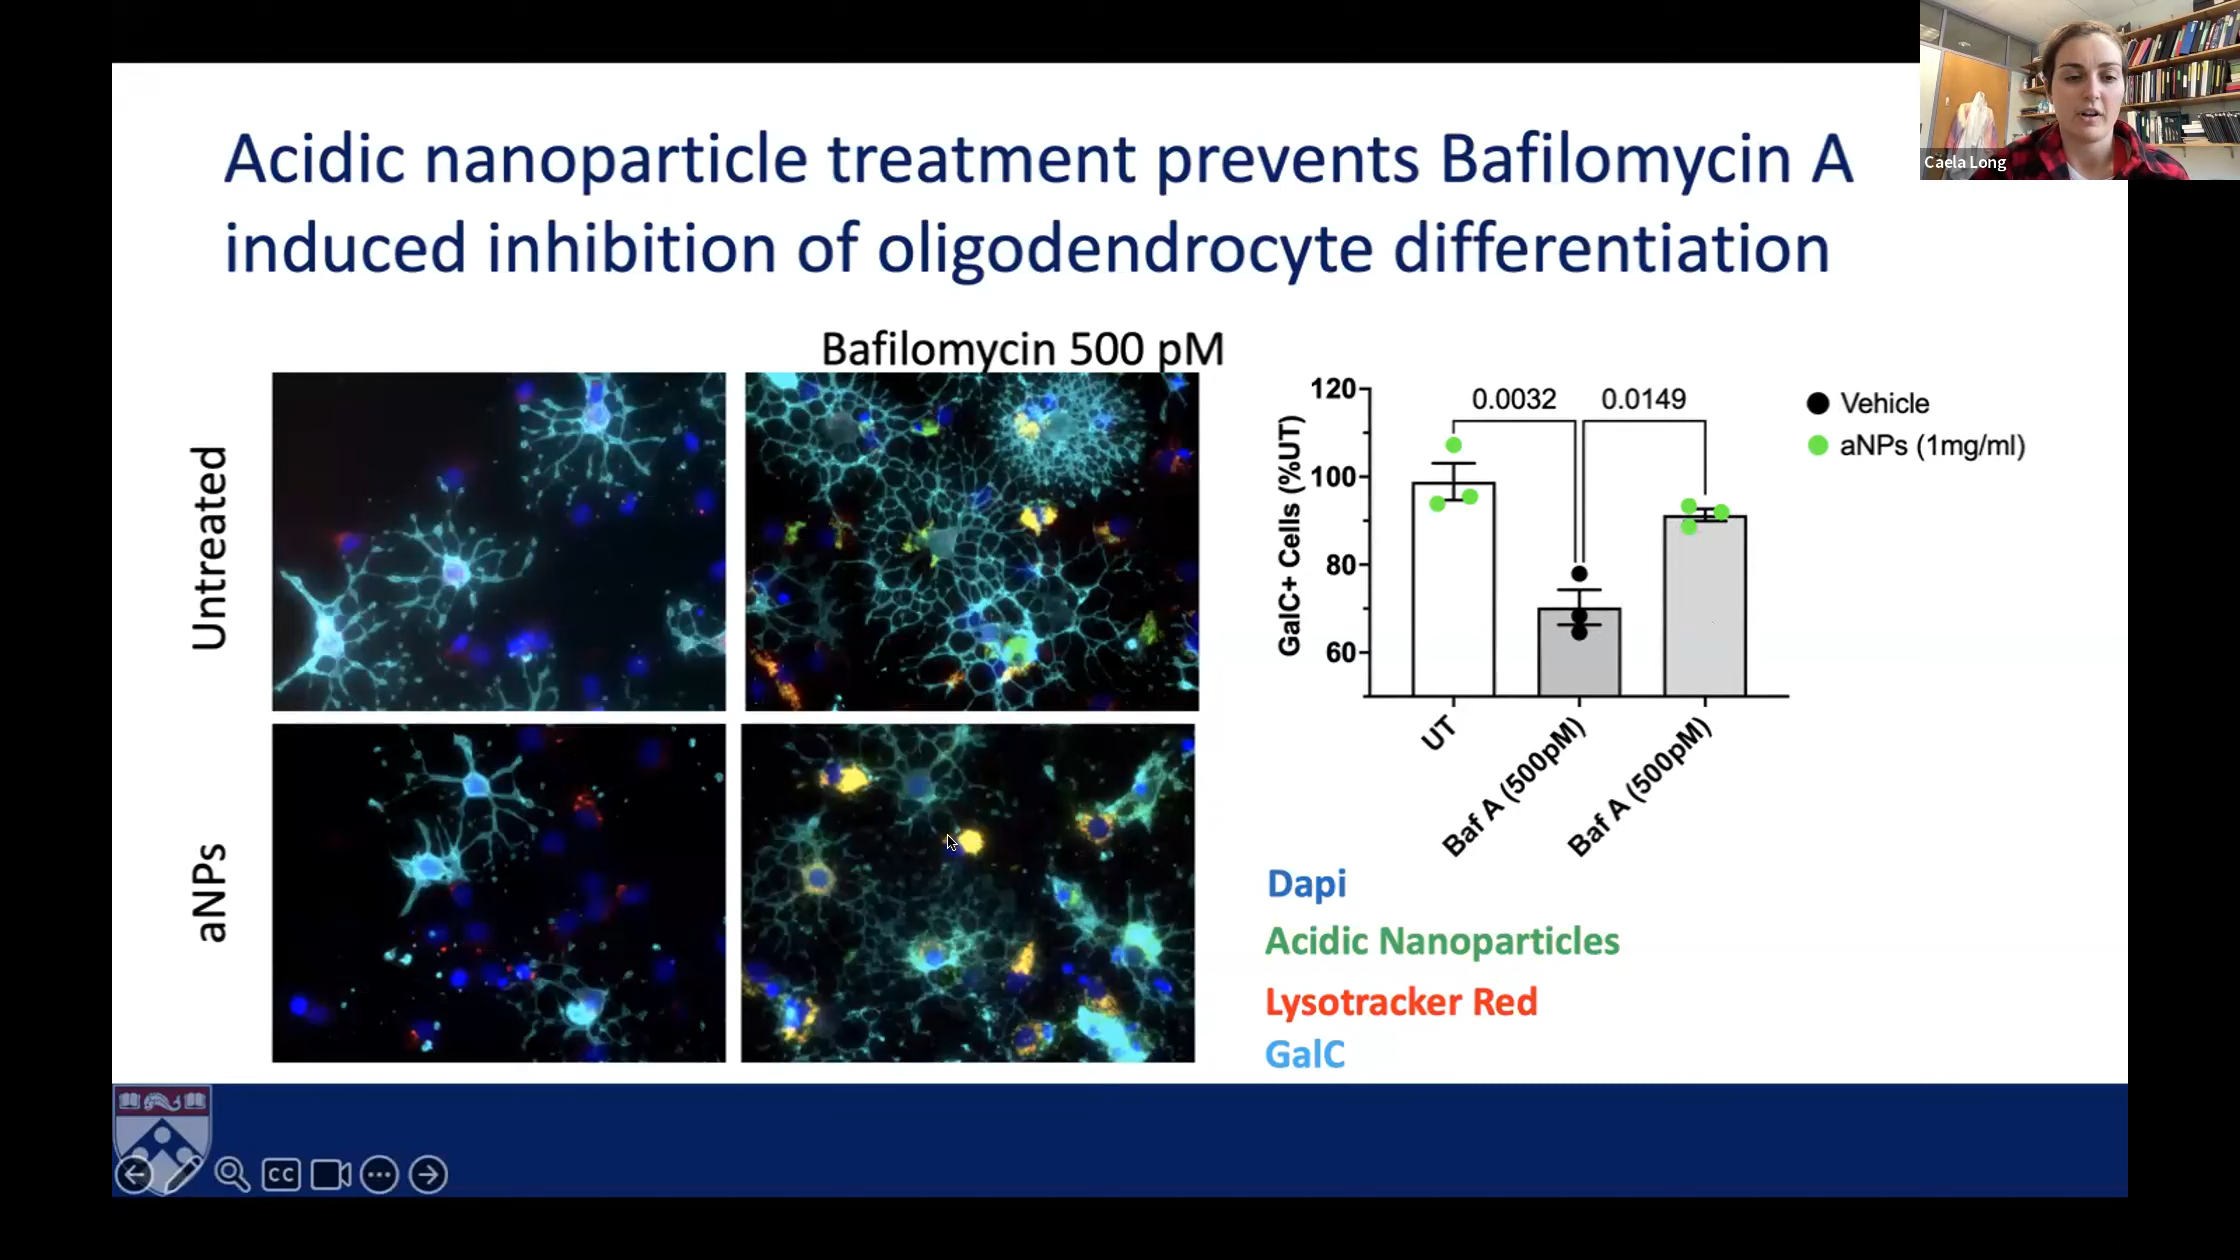 Acidic nanoparticle treatment prevents Bafilomycin A
induced inhibition of oligodendrocyte differentiation
Caela Long
Bafilomycin 500 pM
Untreated
aNPs
120
100
80
60
GalC+ Cells (%UT)
0.0032
0.0149
UT
Baf A (500pM)
Baf A (500pM)
Vehicle
aNPs (1mg/ml)
Dapi
Acidic Nanoparticles
Lysotracker Red
GalC
CC